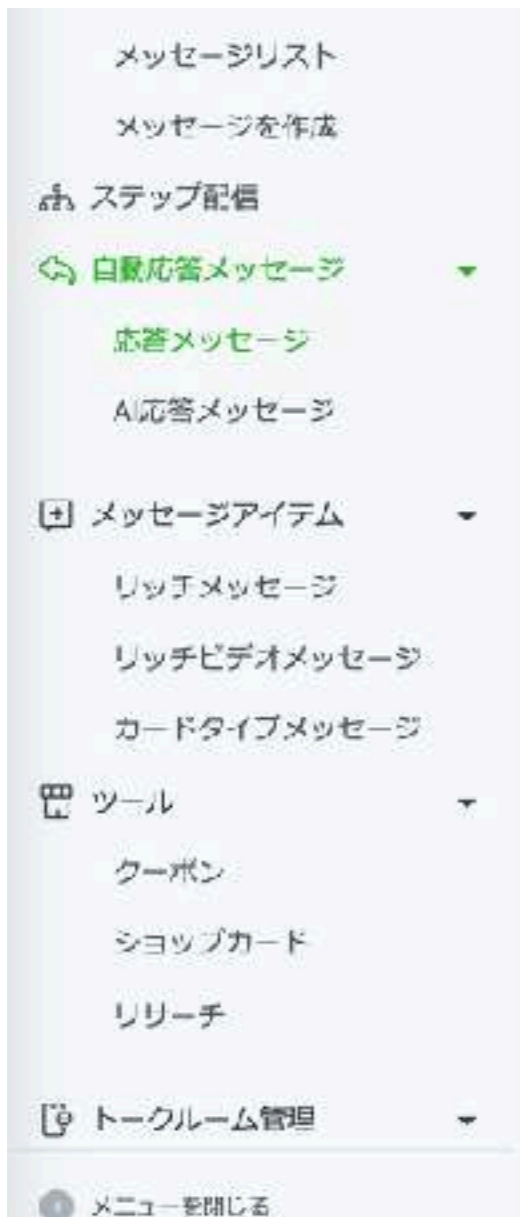 メッセージリスト
メッセージを作成
ステップ配信
自動応答メッセージ
応答メッセージ
AI応答メッセージ
メッセージアイテム
リッチメッセージ
リッチビデオメッセージ
カードタイプメッセージ
ツール
クーポン
ショップカード
リサーチ
トークルーム管理
メニューを閉じる